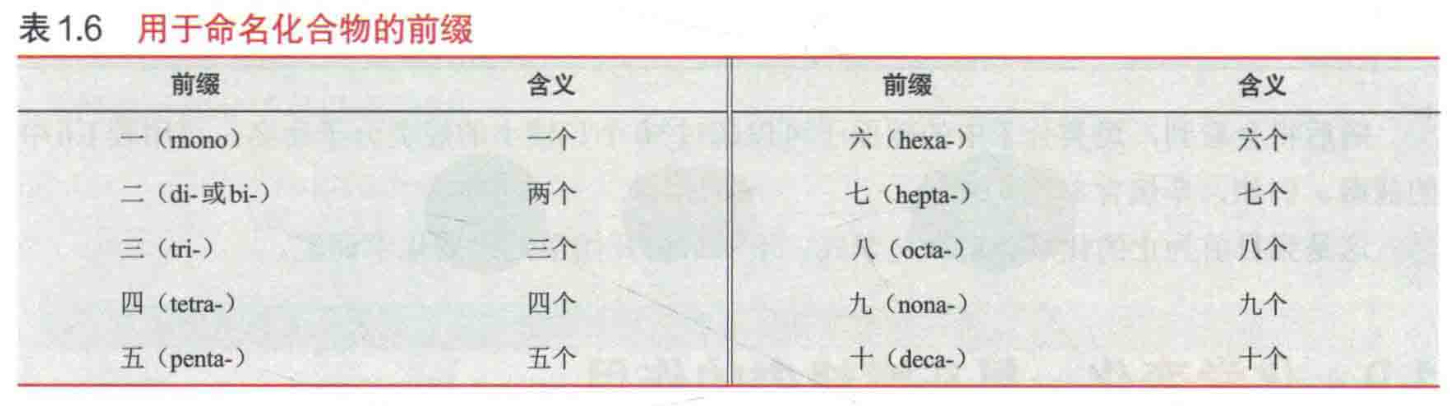 表1.6 用于命名化合物的前缀
前缀 含义 前缀 含义
一（mono） 一个 六（hexa-） 六个
二（di-或bi-） 两个 七（hepta-） 七个
三（tri-） 三个 八（octa-） 八个
四（tetra-） 四个 九（nona-） 九个
五（penta-） 五个 十（deca-） 十个